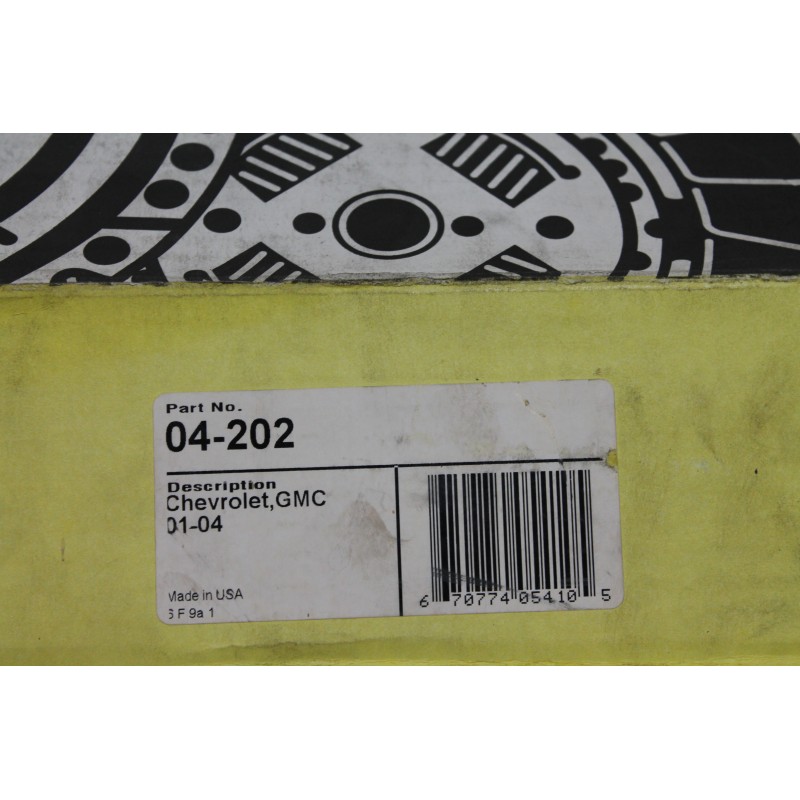 Part No.
04-202
Description
Chevrolet,GMC
01-04
Made in USA
6 F 9a 1
6 70774 05410 5